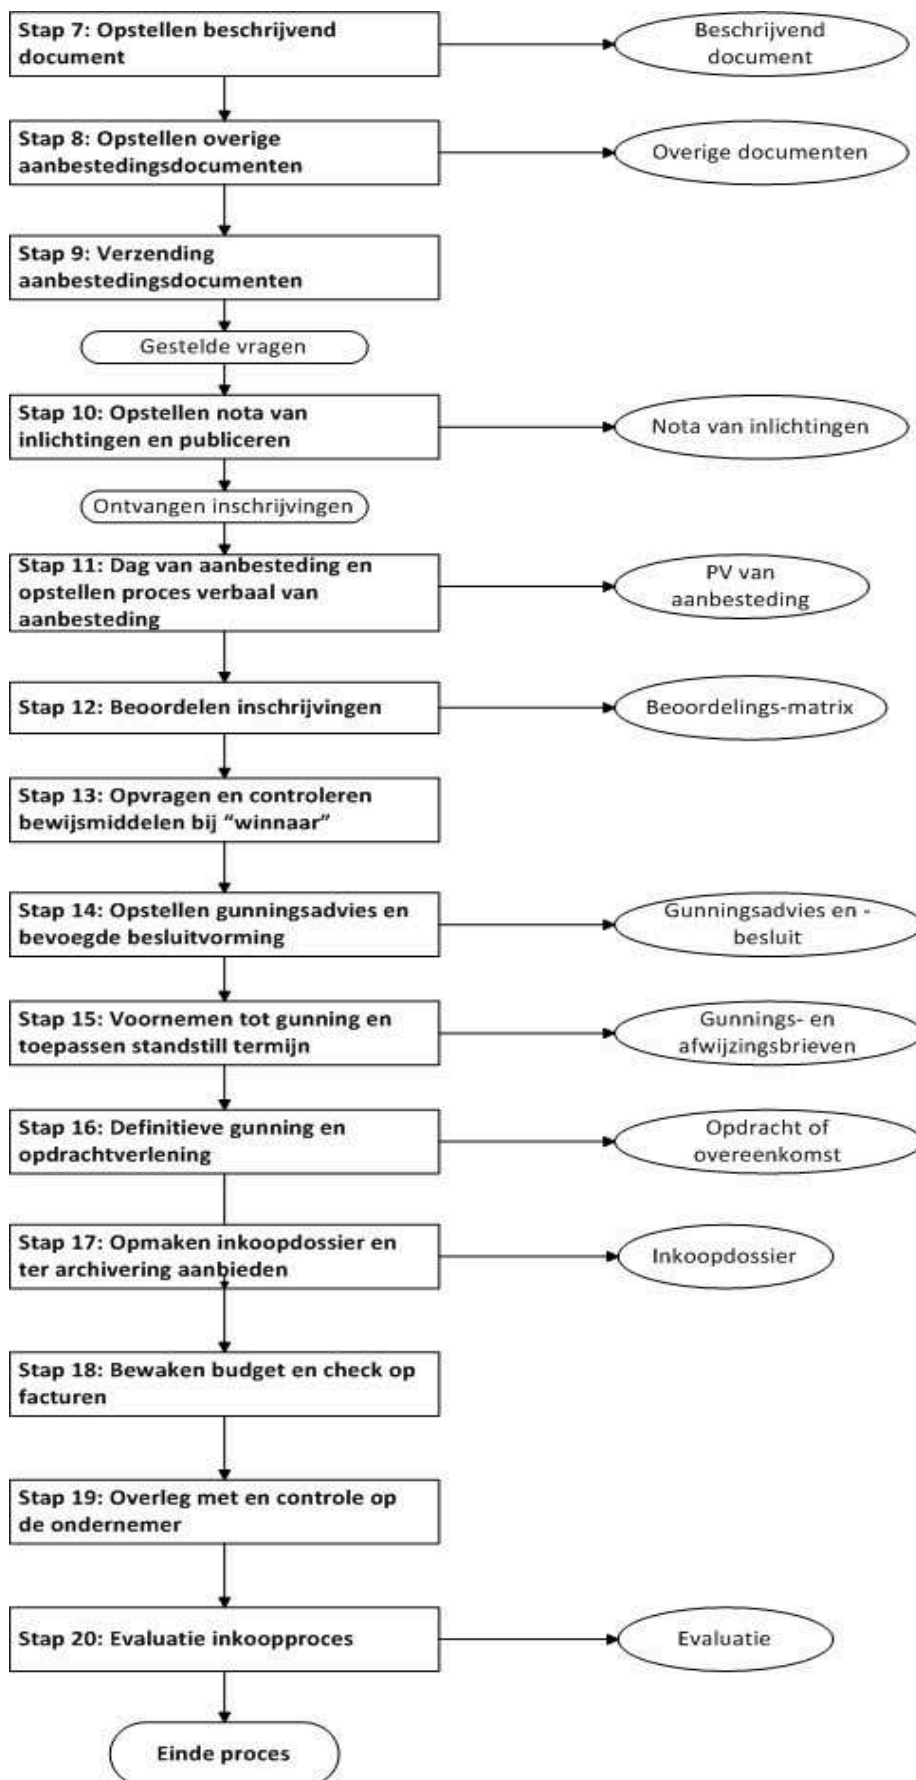 Stap 7: Opstellen beschrijvend
document
Beschrijvend
document
Stap 8: Opstellen overige
aanbestedingsdocumenten
Overige documenten
Stap 9: Verzending
aanbestedingsdocumenten
Gestelde vragen
Stap 10: Opstellen nota van
inlichtingen en publiceren
Nota van inlichtingen
Ontvangen inschrijvingen
Stap 11: Dag van aanbesteding en
opstellen proces verbaal van
aanbesteding
PV van
aanbesteding
Stap 12: Beoordelen inschrijvingen
Beoordelings-matrix
Stap 13: Opvragen en controleren
bewijsmiddelen bij “winnaar”
Stap 14: Opstellen gunningsadvies en
bevoegde besluitvorming
Gunningsadvies en -
besluit
Stap 15: Voornemen tot gunning en
toepassen standstill termijn
Gunnings- en
afwijzingsbrieven
Stap 16: Definitieve gunning en
opdrachtverlening
Opdracht of
overeenkomst
Stap 17: Opmaken inkoopdossier en
ter archivering aanbieden
Inkoopdossier
Stap 18: Bewaken budget en check op
facturen
Stap 19: Overleg met en controle op
de ondernemer
Stap 20: Evaluatie inkoopproces
Evaluatie
Einde proces